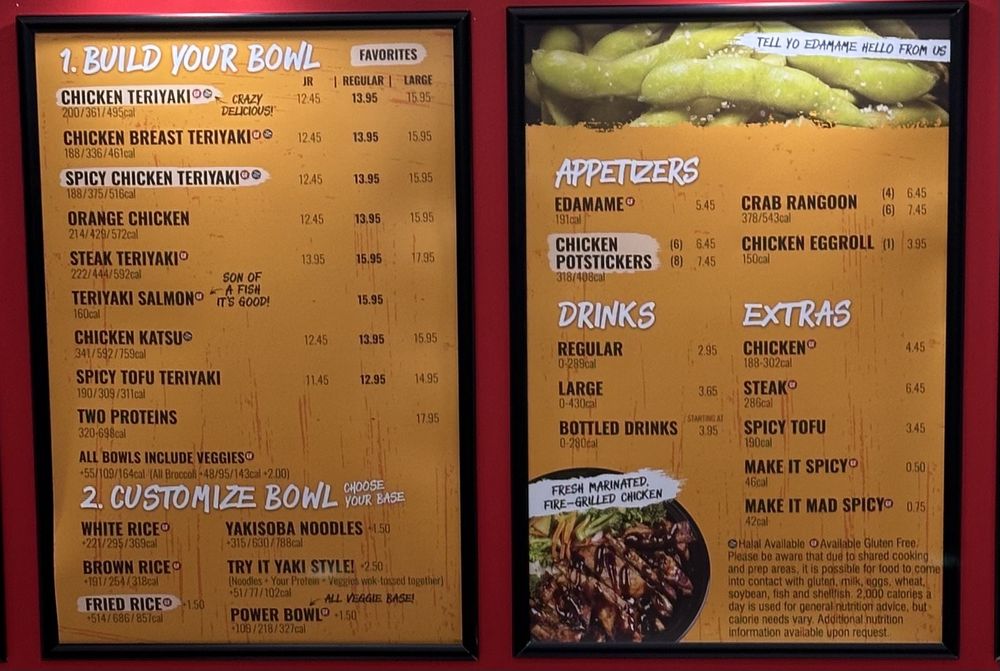 1. BUILD YOUR BOWL
FAVORITES
JR | REGULAR | LARGE
CHICKEN TERIYAKI 12.45 13.95 15.95
CRAZY
DELICIOUS!
200/361/495cal
CHICKEN BREAST TERIYAKI 12.45 13.95 15.95
188/336/461cal
SPICY CHICKEN TERIYAKI 12.45 13.95 15.95
188/375/516cal
ORANGE CHICKEN 12.45 13.95 15.95
214/429/572cal
STEAK TERIYAKI 13.95 15.95 17.95
222/444/592cal
SON OF
A FISH
IT'S GOOD!
TERIYAKI SALMON 15.95
160cal
CHICKEN KATSU 12.45 13.95 15.95
341/592/759cal
SPICY TOFU TERIYAKI 11.45 12.95 14.95
190/309/311cal
TWO PROTEINS 17.95
320-698cal
ALL BOWLS INCLUDE VEGGIES
+55/109/164cal (All Broccoli +48/95/143cal +2.00)
2. CUSTOMIZE BOWL CHOOSE
YOUR BASE
WHITE RICE
+221/295/369cal
BROWN RICE
+191/254/318cal
FRIED RICE +1.50
+514/686/857cal
YAKISOBA NOODLES +1.50
+315/630/788cal
TRY IT YAKI STYLE! +2.50
(Noodles + Your Protein + Veggies wok-tossed together)
+51/77/102cal
ALL VEGGIE BASE!
POWER BOWL +1.50
+109/218/327cal
TELL YO EDAMAME HELLO FROM US
APPETIZERS
EDAMAME 5.45
191cal
CHICKEN (6) 6.45
POTSTICKERS (8) 7.45
318/408cal
CRAB RANGOON (4) 6.45
378/543cal (6) 7.45
CHICKEN EGGROLL (1) 3.95
150cal
DRINKS
REGULAR 2.95
0-289cal
LARGE 3.65
0-430cal
STARTING AT
BOTTLED DRINKS 3.95
0-280cal
EXTRAS
CHICKEN 4.45
188-302cal
STEAK 6.45
286cal
SPICY TOFU 3.45
190cal
MAKE IT SPICY 0.50
46cal
MAKE IT MAD SPICY 0.75
42cal
FRESH MARINATED,
FIRE-GRILLED CHICKEN
Halal Available Available Gluten Free.
Please be aware that due to shared cooking
and prep areas, it is possible for food to come
into contact with gluten, milk, eggs, wheat,
soybean, fish and shellfish. 2,000 calories a
day is used for general nutrition advice, but
calorie needs vary. Additional nutrition
information available upon request.